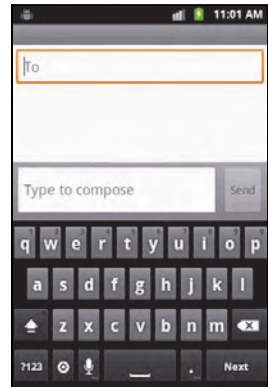 11:01 AM
To
Type to compose
Send
q w e r t y u i o p
a s d f g h j k l
z x c v b n m
?123 . Next